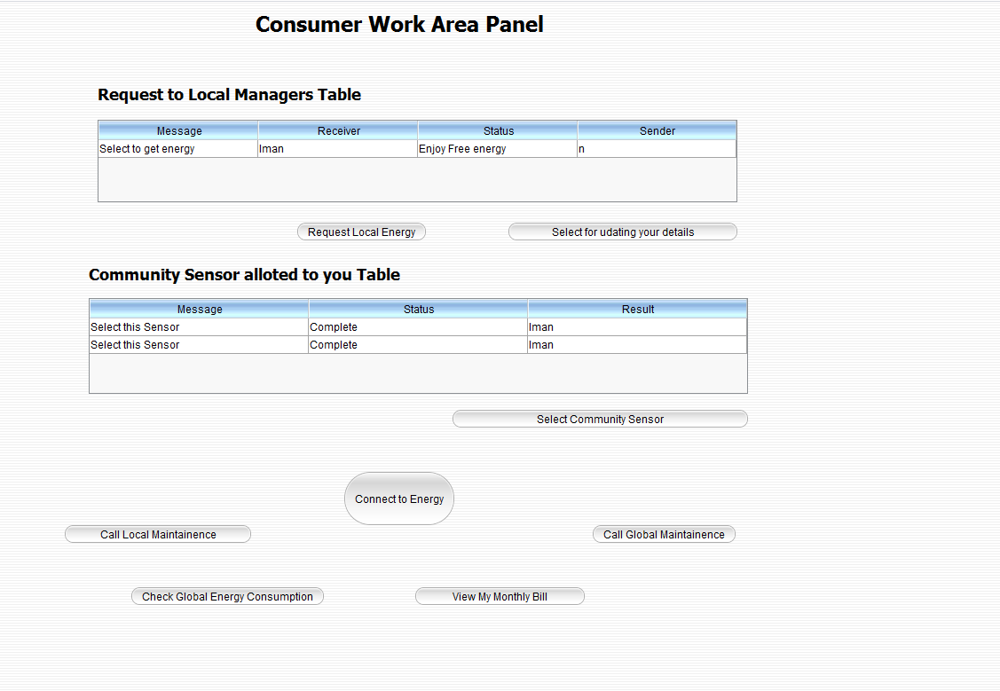 Consumer Work Area Panel
Request to Local Managers Table
Message Receiver Status Sender
Select to get energy Iman Enjoy Free energy n
Request Local Energy Select for udating your details
Community Sensor alloted to you Table
Message Status Result
Select this Sensor Complete Iman
Select this Sensor Complete Iman
Select Community Sensor
Connect to Energy
Call Local Maintainence Call Global Maintainence
Check Global Energy Consumption View My Monthly Bill